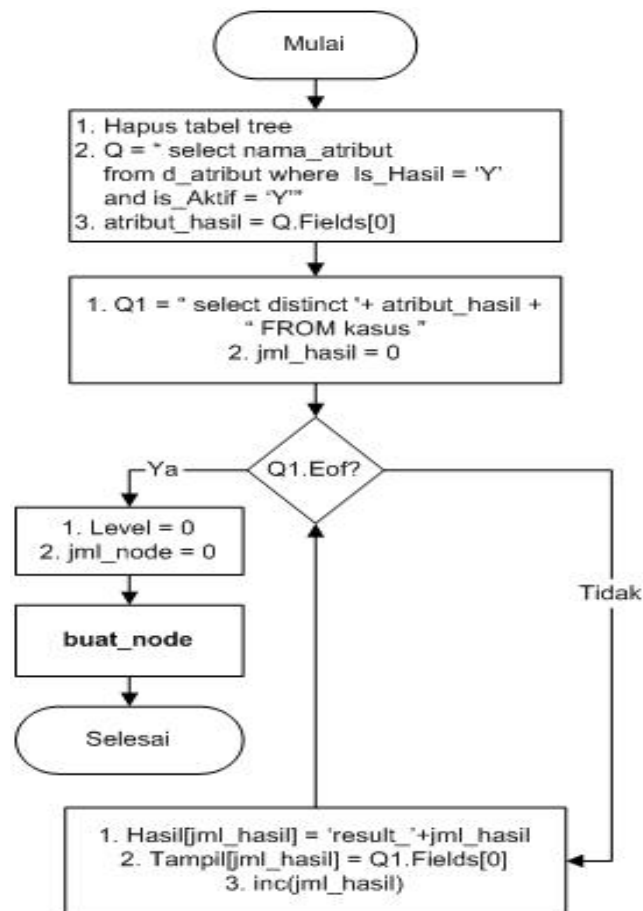 Mulai
1. Hapus tabel tree
2. Q = “ select nama_atribut
from d_atribut where Is_Hasil = ‘Y’
and is_Aktif = ‘Y’”
3. atribut_hasil = Q.Fields[0]
1. Q1 = “ select distinct ‘+ atribut_hasil +
“ FROM kasus ”
2. jml_hasil = 0
Q1.Eof?
Ya
Tidak
1. Level = 0
2. jml_node = 0
buat_node
Selesai
1. Hasil[jml_hasil] = ‘result_’+jml_hasil
2. Tampil[jml_hasil] = Q1.Fields[0]
3. inc(jml_hasil)